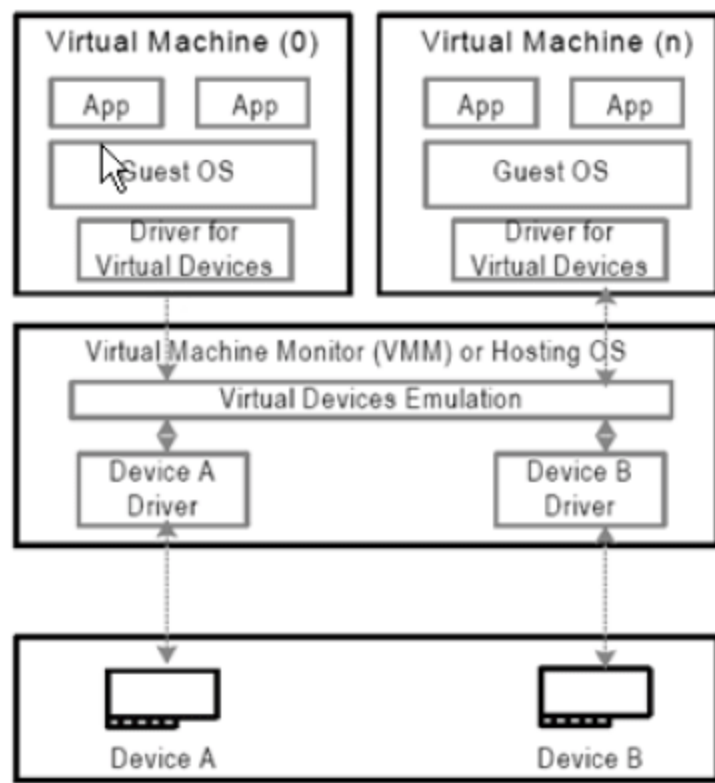 Virtual Machine (0)
Virtual Machine (n)
App
App
App
App
Guest OS
Guest OS
Driver for
Virtual Devices
Driver for
Virtual Devices
Virtual Machine Monitor (VMM) or Hosting OS
Virtual Devices Emulation
Device A
Driver
Device B
Driver
Device A
Device B